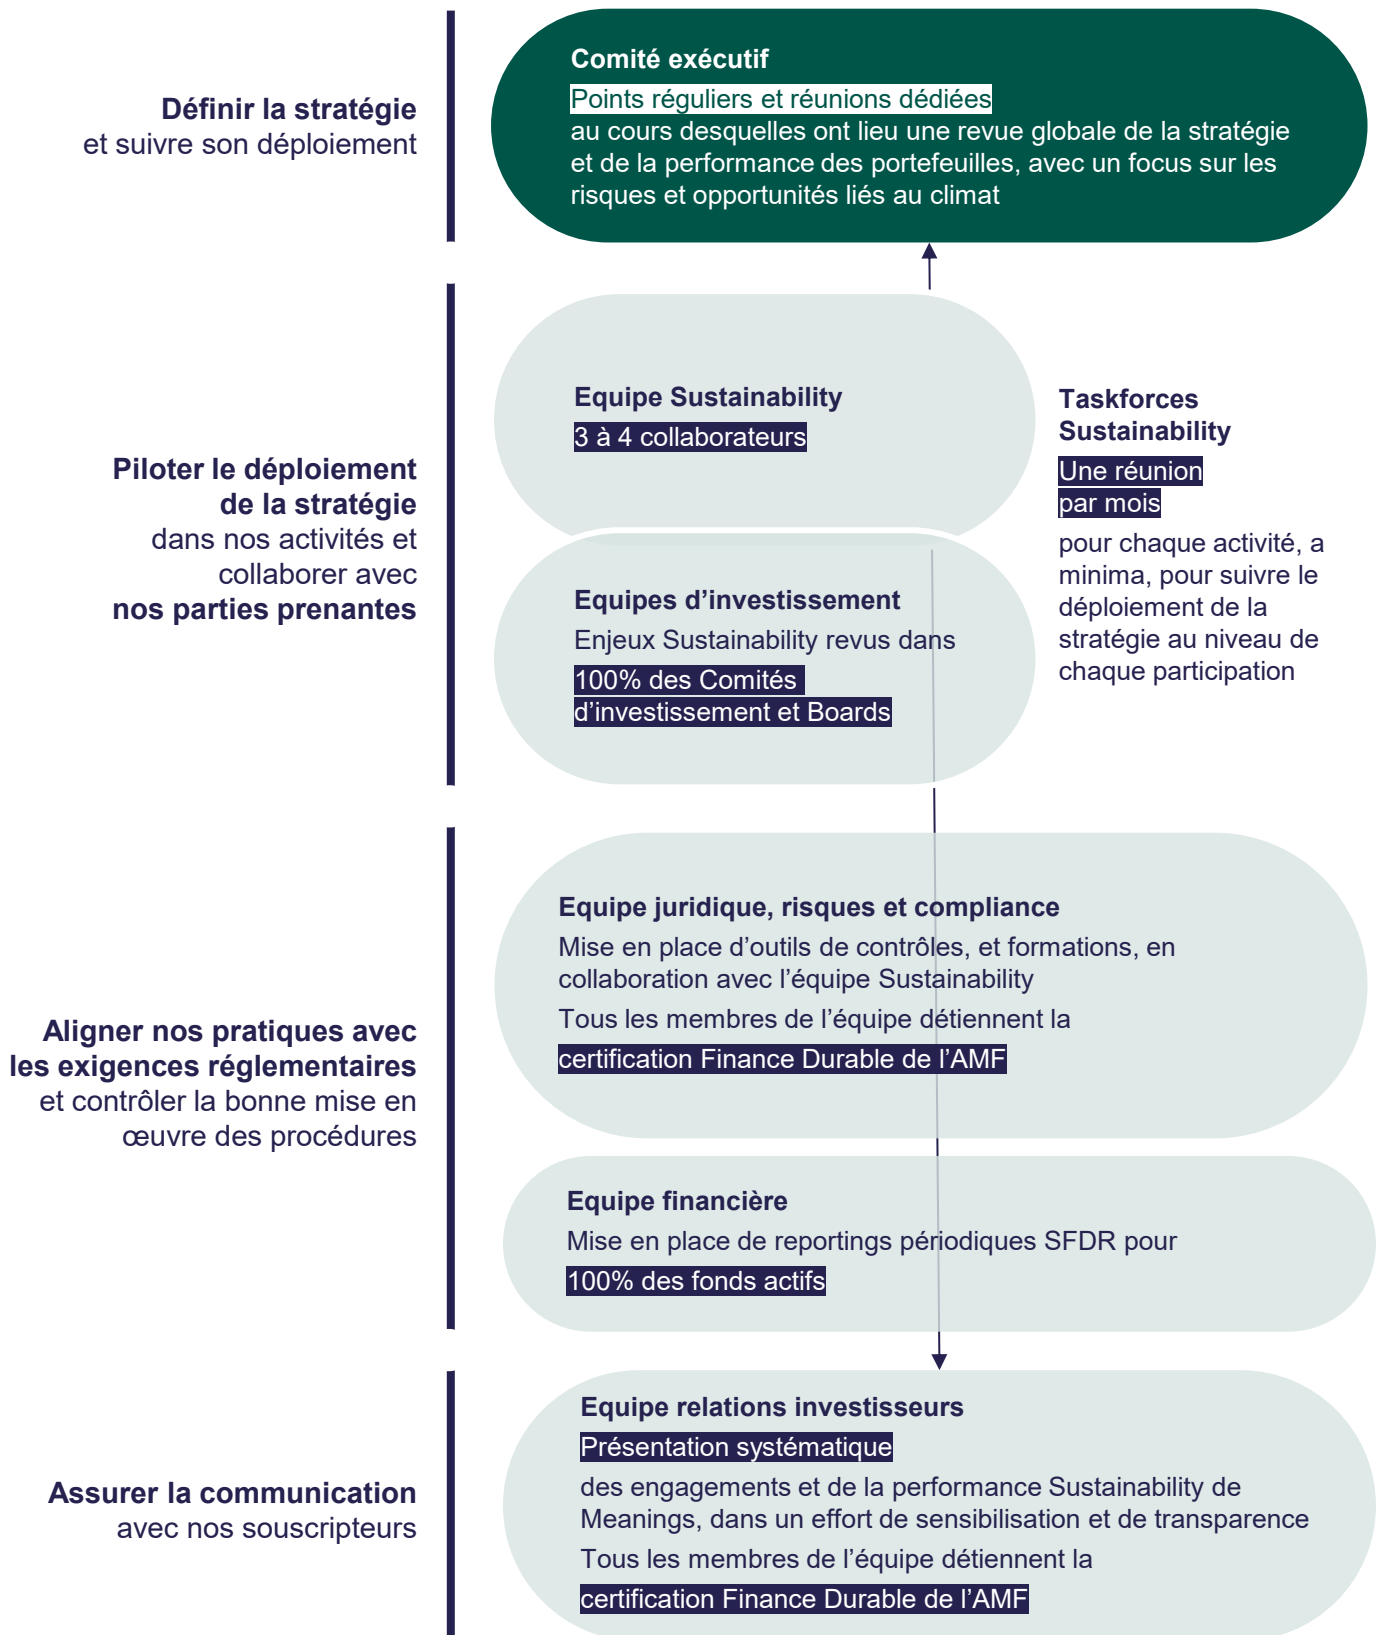 Définir la stratégie
et suivre son déploiement
Comité exécutif
Points réguliers et réunions dédiées
au cours desquelles ont lieu une revue globale de la stratégie
et de la performance des portefeuilles, avec un focus sur les
risques et opportunités liés au climat
Piloter le déploiement
de la stratégie
dans nos activités et
collaborer avec
nos parties prenantes
Equipe Sustainability
3 à 4 collaborateurs
Equipes d’investissement
Enjeux Sustainability revus dans
100% des Comités
d’investissement et Boards
Taskforces
Sustainability
Une réunion
par mois
pour chaque activité, a
minima, pour suivre le
déploiement de la
stratégie au niveau de
chaque participation
Aligner nos pratiques avec
les exigences réglementaires
et contrôler la bonne mise en
œuvre des procédures
Equipe juridique, risques et compliance
Mise en place d’outils de contrôles, et formations, en
collaboration avec l’équipe Sustainability
Tous les membres de l’équipe détiennent la
certification Finance Durable de l’AMF
Equipe financière
Mise en place de reportings périodiques SFDR pour
100% des fonds actifs
Assurer la communication
avec nos souscripteurs
Equipe relations investisseurs
Présentation systématique
des engagements et de la performance Sustainability de
Meanings, dans un effort de sensibilisation et de transparence
Tous les membres de l’équipe détiennent la
certification Finance Durable de l’AMF